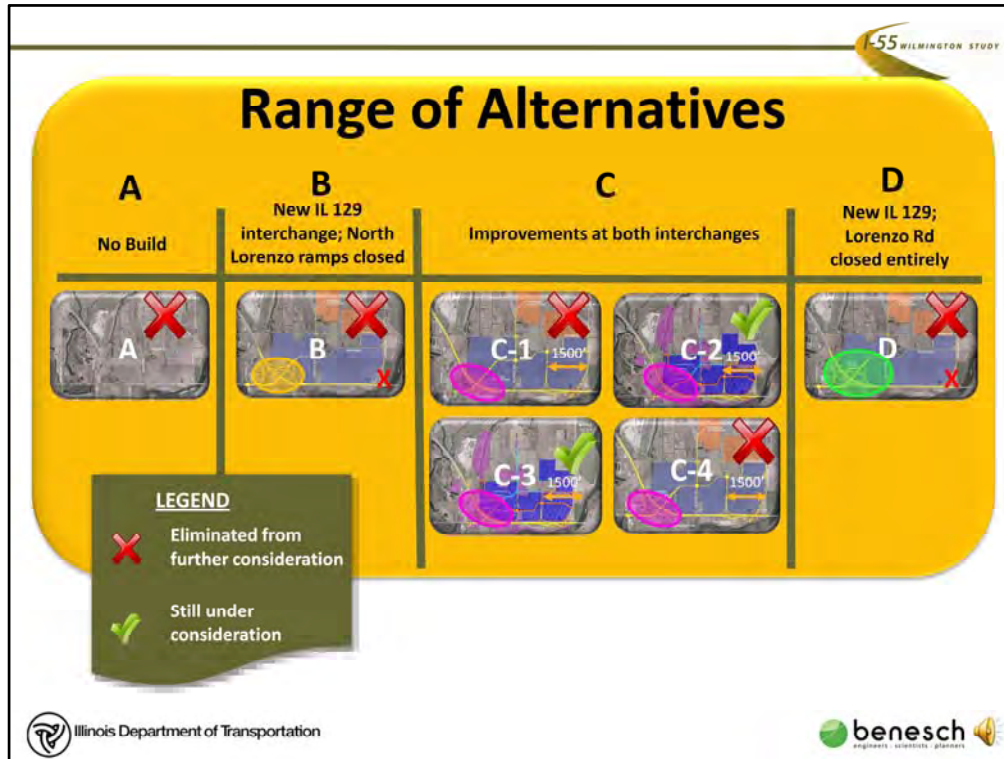 I-55 WILMINGTON STUDY
Range of Alternatives
A
No Build
B
New IL 129
interchange; North
Lorenzo ramps closed
C
Improvements at both interchanges
D
New IL 129;
Lorenzo Rd
closed entirely
A
B
X
C-1
1500'
C-2
1500'
D
X
C-3
1500'
C-4
1500'
LEGEND
Eliminated from
further consideration
Still under
consideration
Illinois Department of Transportation
benesch
engineers · scientists · planners